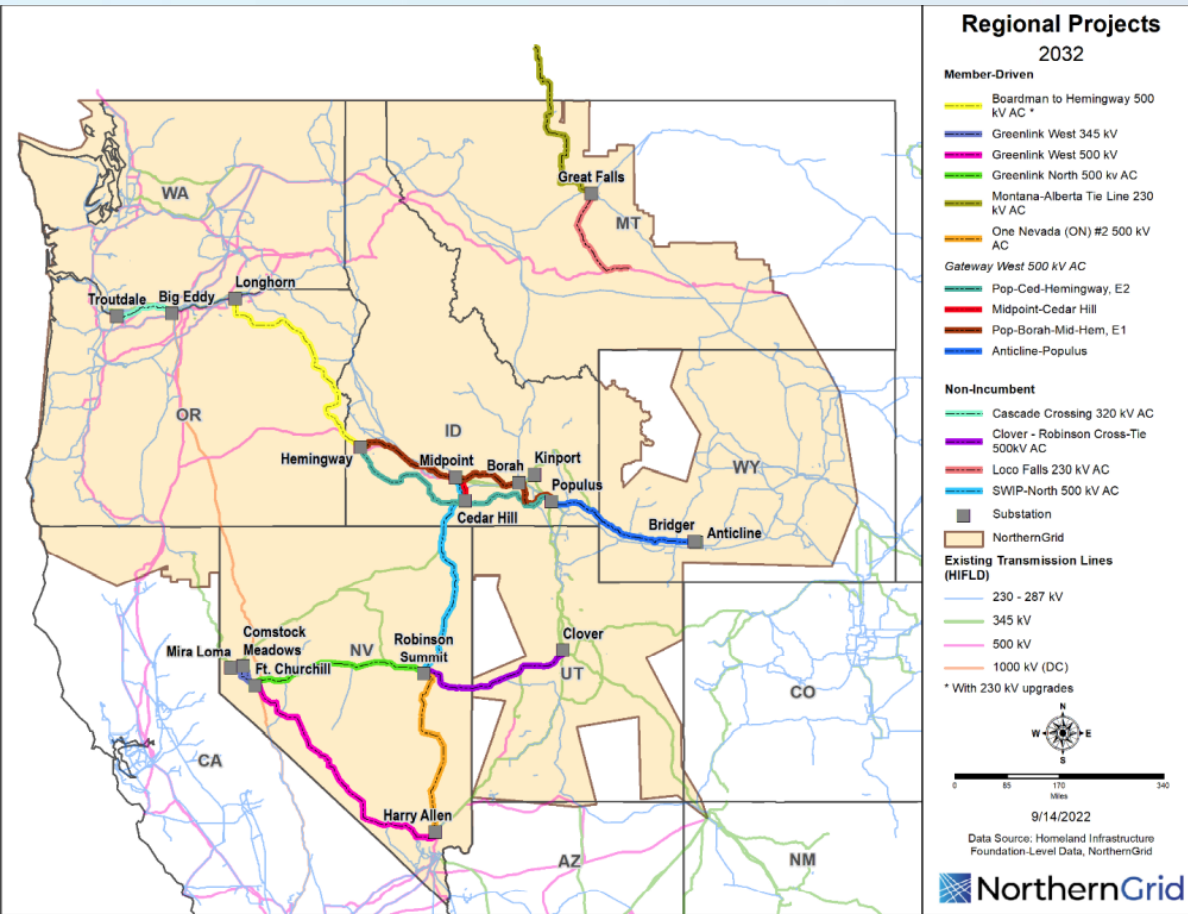 Regional Projects
2032
Member-Driven
Boardman to Hemingway 500
kV AC *
Greenlink West 345 kV
Greenlink West 500 kV
Greenlink North 500 kV AC
Montana-Alberta Tie Line 230
kV AC
One Nevada (ON) #2 500 kV
AC
Gateway West 500 kV AC
Pop-Ced-Hemingway, E2
Midpoint-Cedar Hill
Pop-Borah-Mid-Hem, E1
Anticline-Populus
Non-Incumbent
Cascade Crossing 320 kV AC
Clover - Robinson Cross-Tie
500kV AC
Loco Falls 230 kV AC
SWIP-North 500 kV AC
Substation
NorthernGrid
Existing Transmission Lines
(HIFLD)
230 - 287 kV
345 kV
500 kV
1000 kV (DC)
* With 230 kV upgrades
N
W
E
S
0
85
170
340
Miles
9/14/2022
Data Source: Homeland Infrastructure
Foundation-Level Data, NorthernGrid
NorthernGrid
Great Falls
WA
MT
Longhorn
Troutdale
Big Eddy
OR
ID
Hemingway
Midpoint
Borah
Kinport
Populus
WY
Cedar Hill
Bridger
Anticline
Comstock
Meadows
Mira Loma
Ft. Churchill
NV
Robinson
Summit
Clover
UT
CO
CA
Harry Allen
AZ
NM